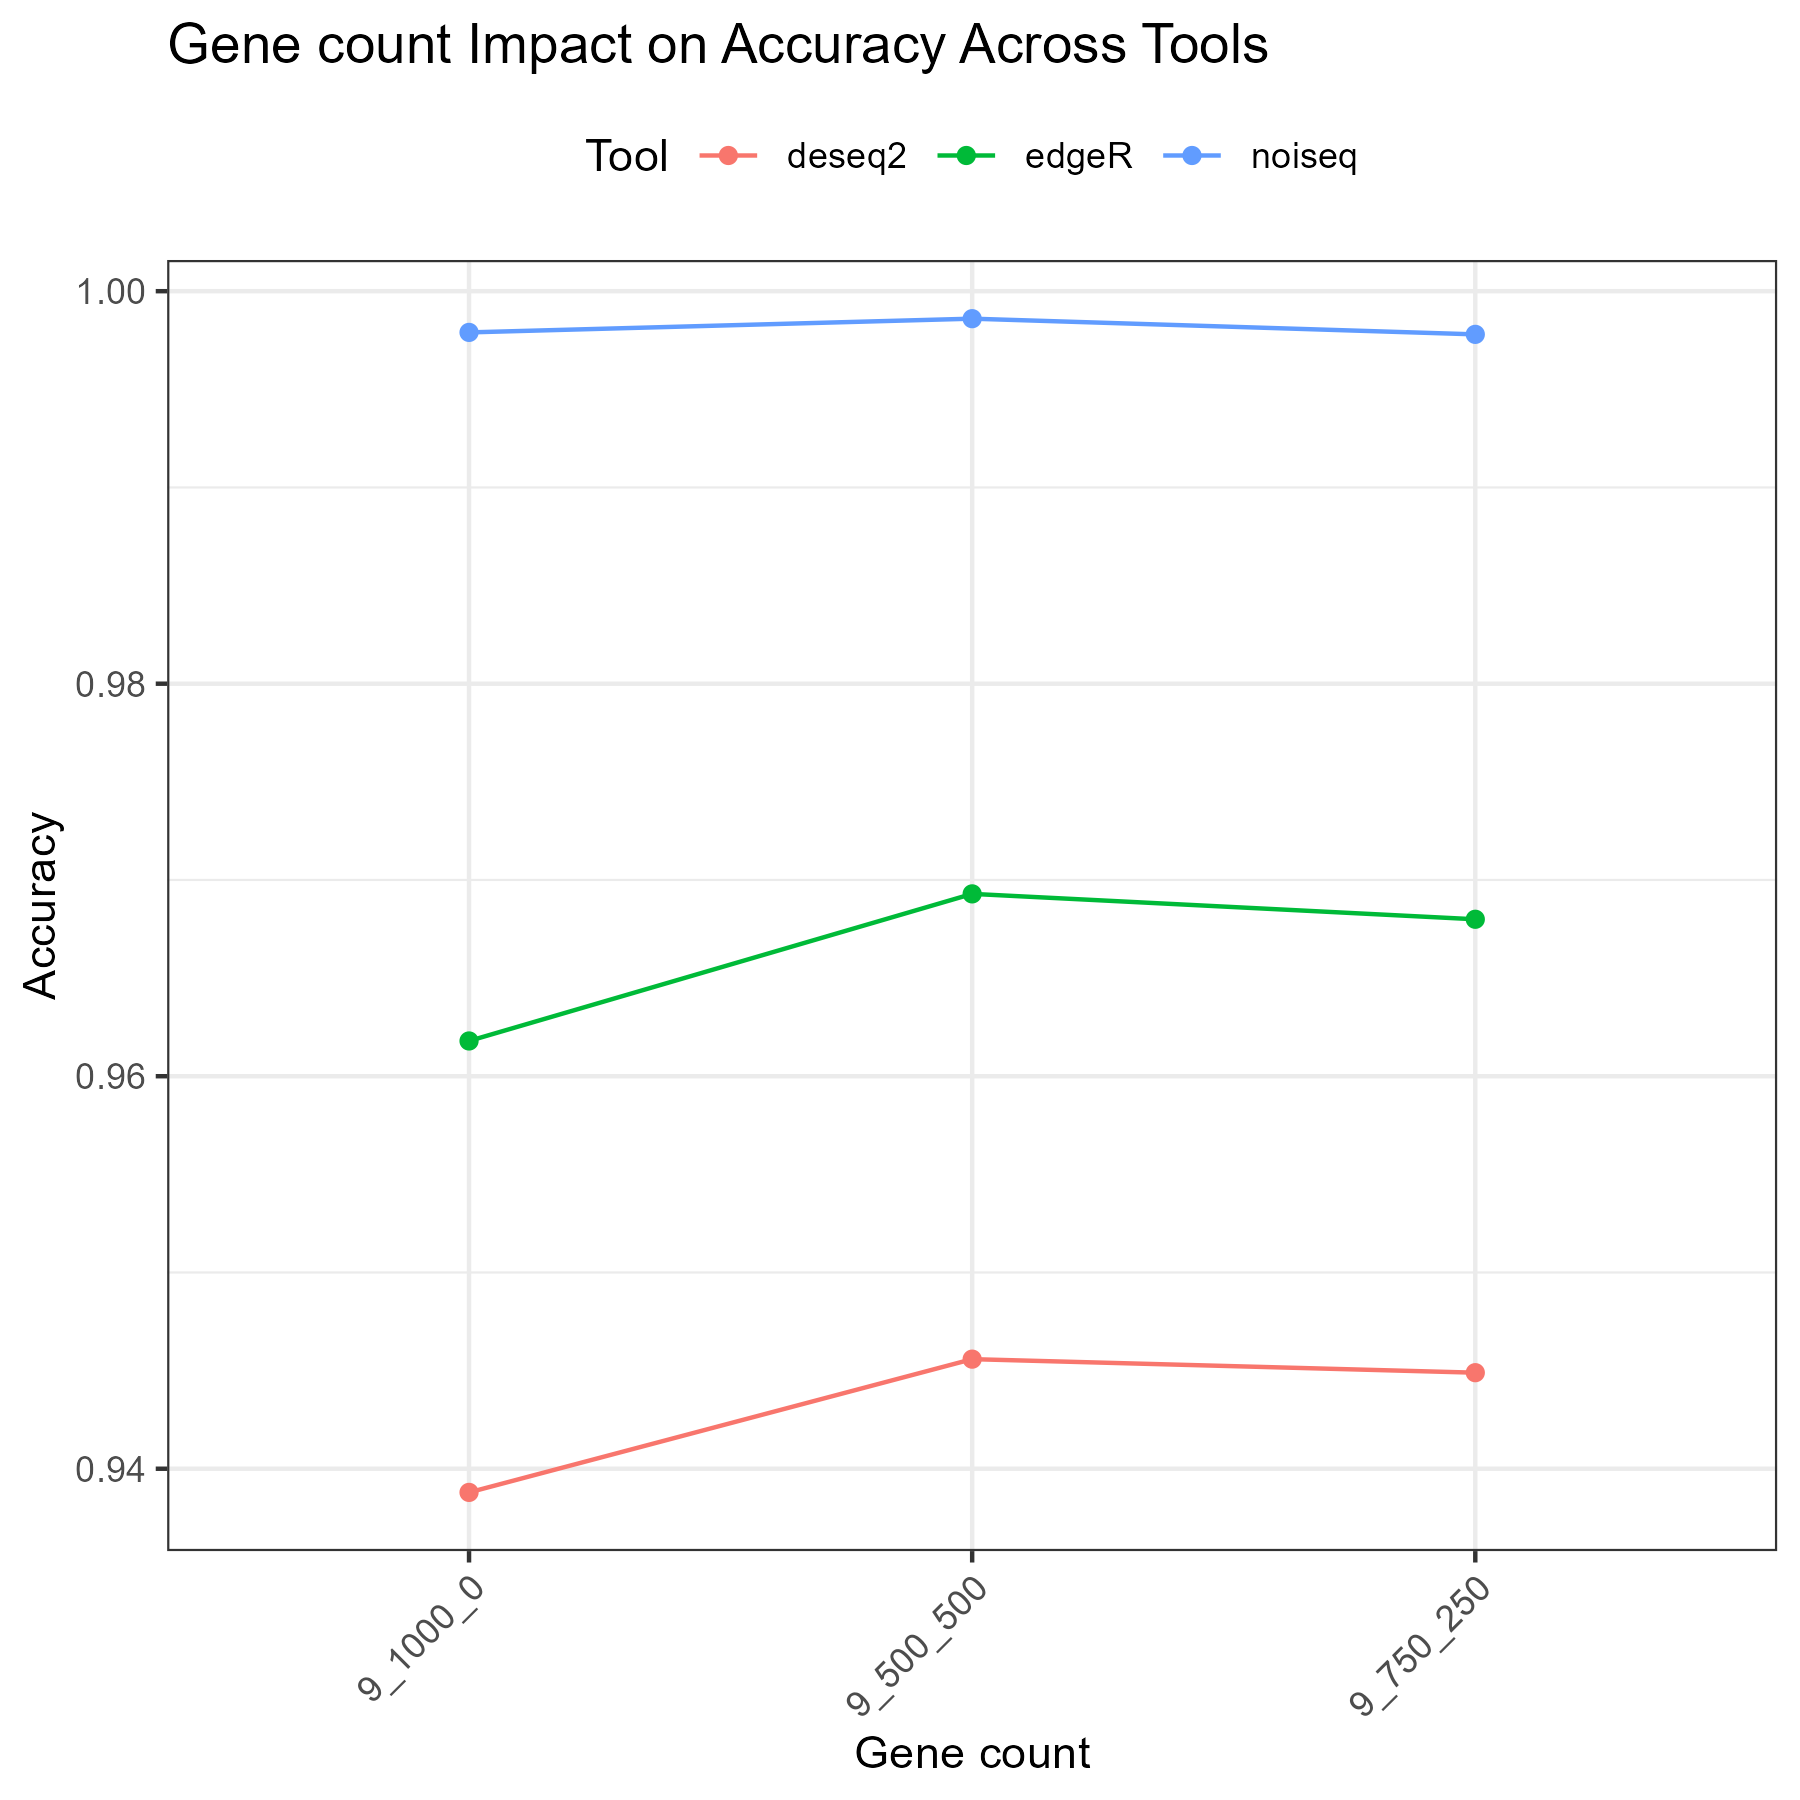 Gene count Impact on Accuracy Across Tools
Tool deseq2 edgeR noiseq
1.00
0.98
0.96
0.94
Accuracy
9_1000_0
9_500_500
9_750_250
Gene count